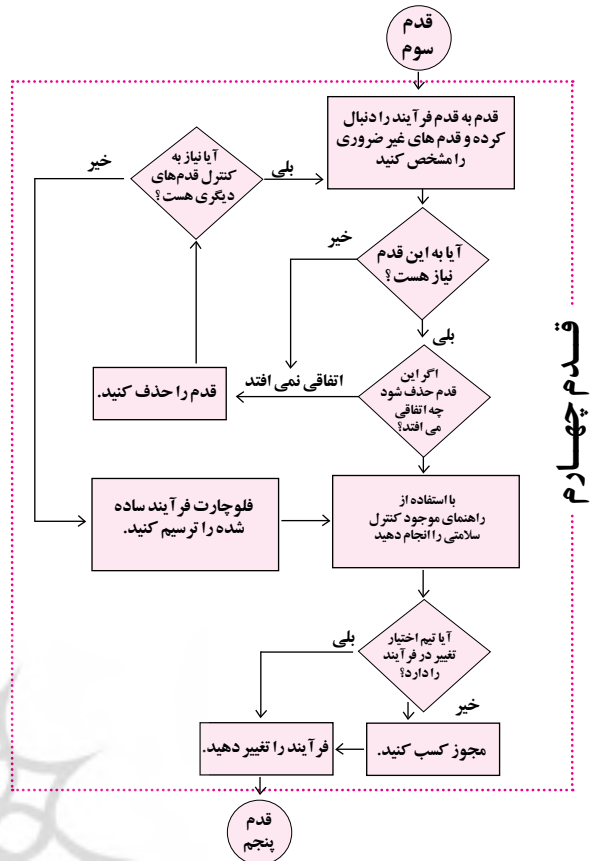 قدم
سوم
قدم به قدم فرآیند را دنبال
کرده و قدم های غیر ضروری
را مشخص کنید
آیا نیاز به
کنترل قدم‌های
دیگری هست؟
بلی
خیر
آیا به این قدم
نیاز هست؟
خیر
بلی
اگر این
قدم حذف شود
چه اتفاقی
می افتد؟
اتفاقی نمی افتد
قدم را حذف کنید.
با استفاده از
راهنمای موجود کنترل
سلامتی را انجام دهید
فلوچارت فرآیند ساده
شده را ترسیم کنید.
آیا تیم اختیار
تغییر در فرآیند
را دارد؟
بلی
خیر
مجوز کسب کنید.
فرآیند را تغییر دهید.
قدم
پنجم
قدم چهارم